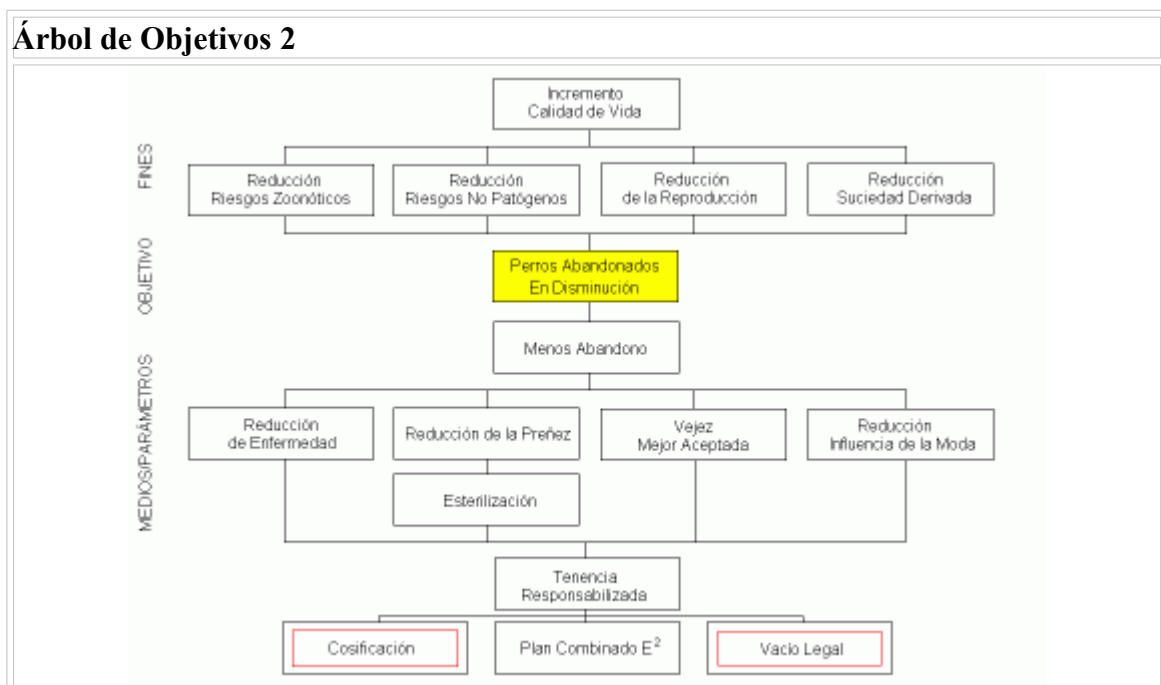 Árbol de Objetivos 2
Incremento
Calidad de Vida
FINES
Reducción
Riesgos Zoonóticos
Reducción
Riesgos No Patógenos
Reducción
de la Reproducción
Reducción
Suciedad Derivada
OBJETIVO
Perros Abandonados
En Disminución
Menos Abandono
MEDIOS/PARÁMETROS
Reducción
de Enfermedad
Reducción de la Preñez
Vejez
Mejor Aceptada
Reducción
Influencia de la Moda
Esterilización
Tenencia
Responsabilizada
Cosificación
Plan Combinado E²
Vacío Legal